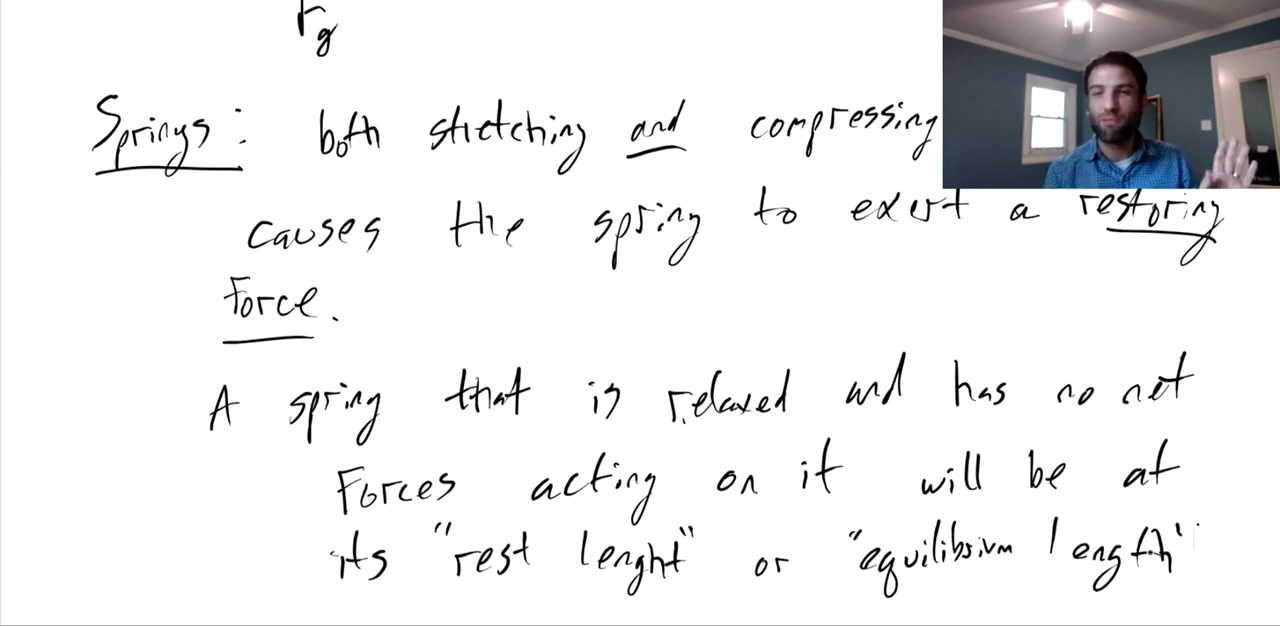 Fg
Springs: both stretching and compressing
causes the spring to exert a restoring
force.
A spring that is relaxed and has no net
Forces acting on it will be at
its "rest lenght" or "equilibrium length"